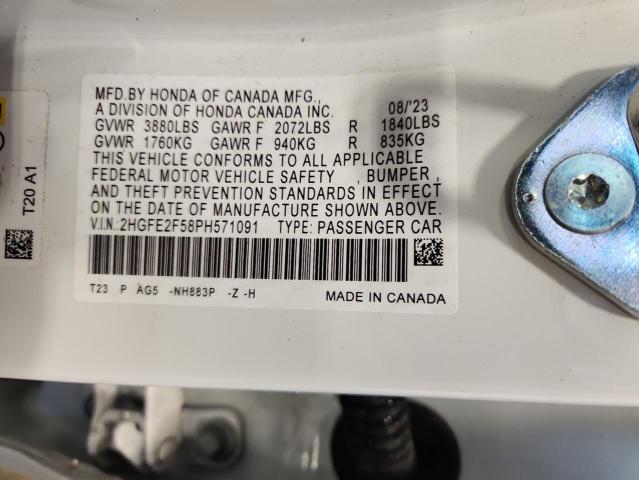 MFD.BY HONDA OF CANADA MFG.,
A DIVISION OF HONDA CANADA INC. 08/'23
GVWR 3880LBS GAWR F 2072LBS R 1840LBS
GVWR 1760KG GAWR F 940KG R 835KG
THIS VEHICLE CONFORMS TO ALL APPLICABLE
FEDERAL MOTOR VEHICLE SAFETY , BUMPER ,
AND THEFT PREVENTION STANDARDS IN EFFECT
ON THE DATE OF MANUFACTURE SHOWN ABOVE.
V.I.N.:2HGFE2F58PH571091 TYPE: PASSENGER CAR
T23 P AG5 -NH883P -Z -H MADE IN CANADA
T20 A1